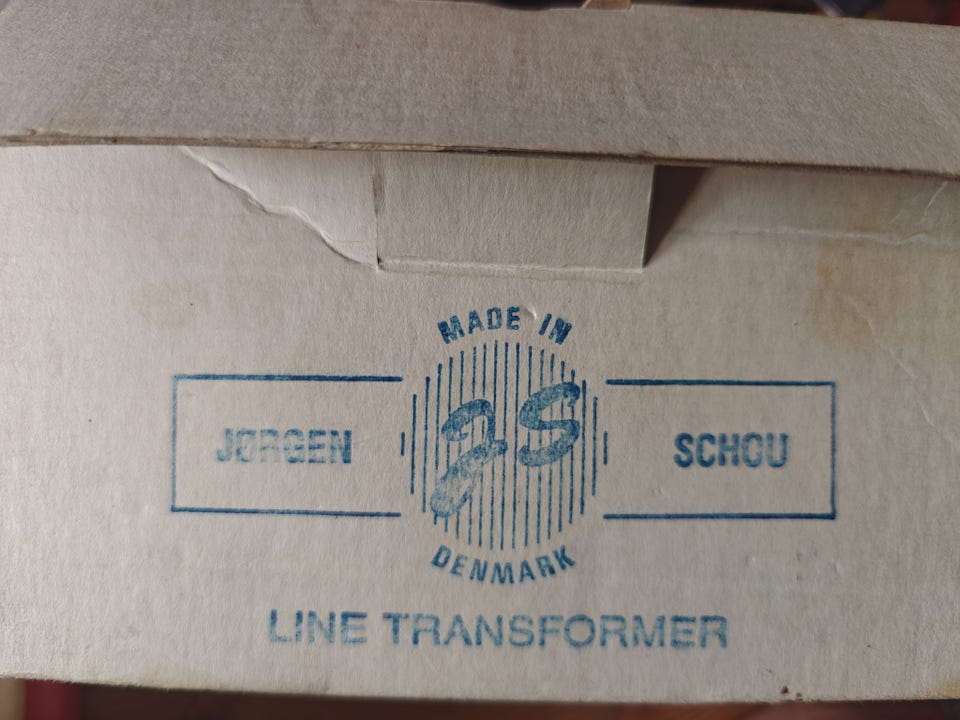 MADE IN
JØRGEN JS SCHOU
DENMARK
LINE TRANSFORMER